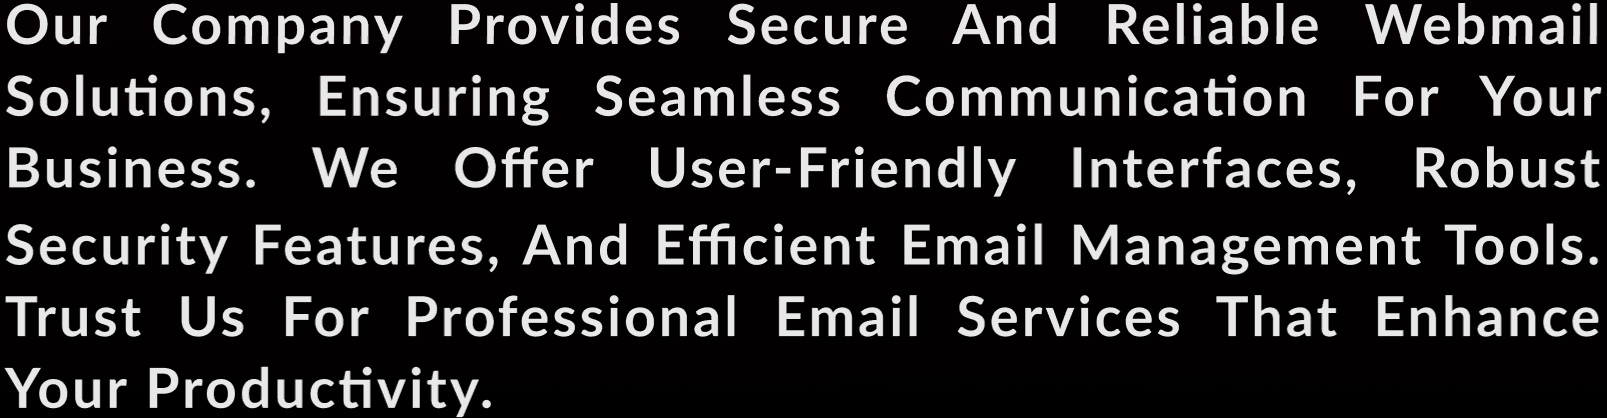 Our Company Provides Secure And Reliable Webmail
Solutions, Ensuring Seamless Communication For Your
Business. We Offer User-Friendly Interfaces, Robust
Security Features, And Efficient Email Management Tools.
Trust Us For Professional Email Services That Enhance
Your Productivity.